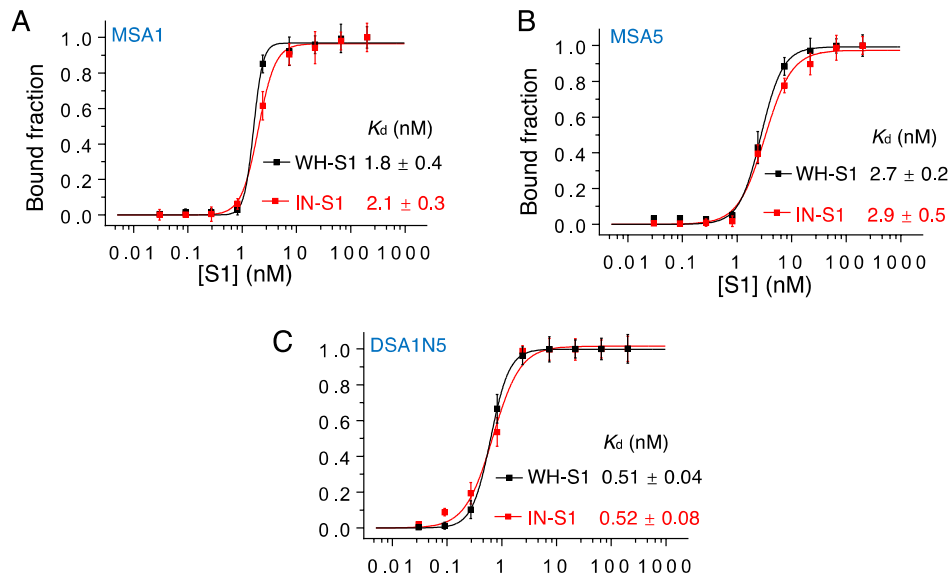 A
MSA1
Bound fraction
1.0
0.8
0.6
0.4
0.2
0.0
Kd (nM)
WH-S1 1.8 ± 0.4
IN-S1 2.1 ± 0.3
0.01 0.1 1 10 100 1000
[S1] (nM)
B
MSA5
Bound fraction
1.0
0.8
0.6
0.4
0.2
0.0
Kd (nM)
WH-S1 2.7 ± 0.2
IN-S1 2.9 ± 0.5
0.01 0.1 1 10 100 1000
[S1] (nM)
C
DSA1N5
1.0
0.8
0.6
0.4
0.2
0.0
Kd (nM)
WH-S1 0.51 ± 0.04
IN-S1 0.52 ± 0.08
0.01 0.1 1 10 100 1000